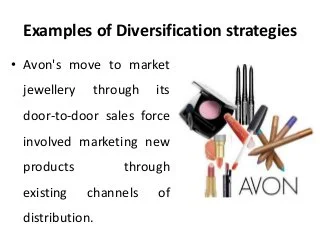 Examples of Diversification strategies
• Avon's move to market
jewellery through its
door-to-door sales force
involved marketing new
products through
existing channels of
distribution.
AVON